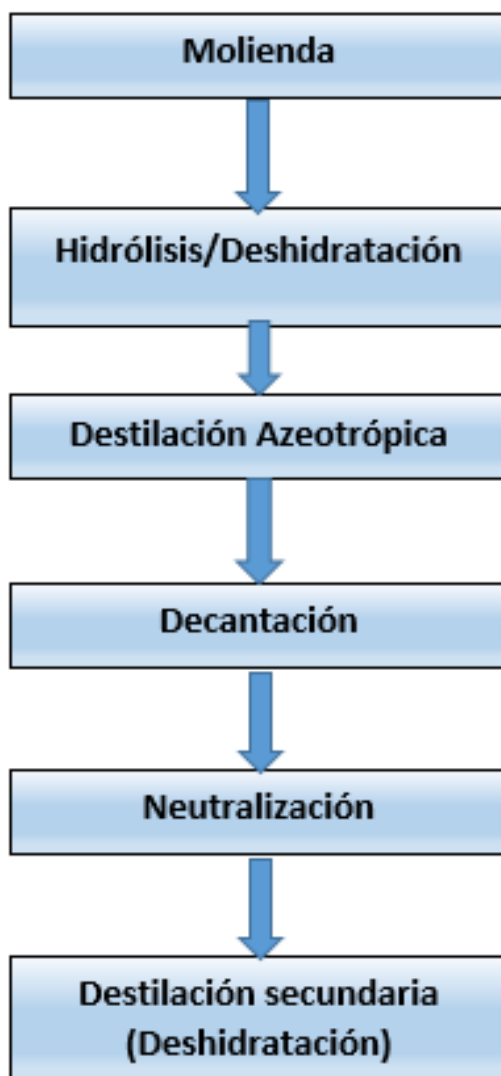 Molienda
Hidrólisis/Deshidratación
Destilación Azeotrópica
Decantación
Neutralización
Destilación secundaria
(Deshidratación)